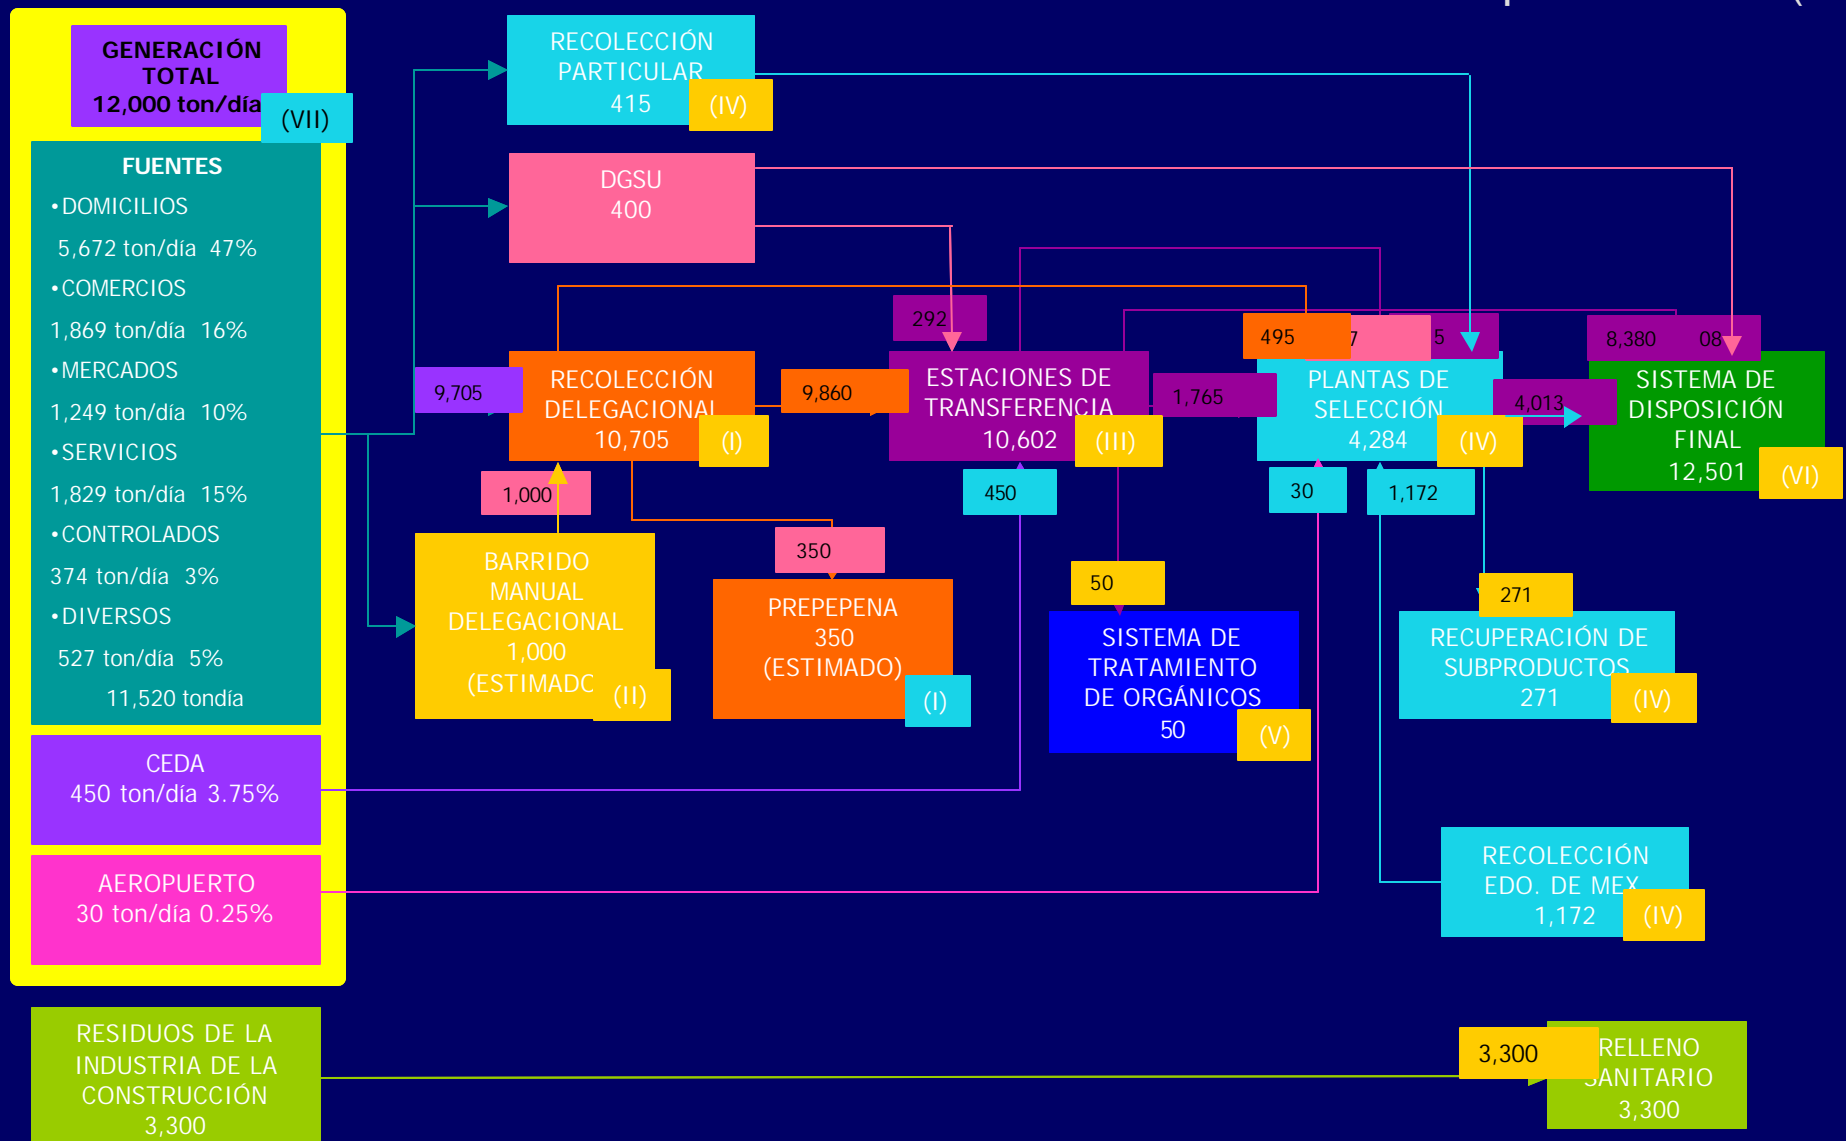 GENERACIÓN
TOTAL
12,000 ton/día
(VII)
FUENTES
•DOMICILIOS
5,672 ton/día 47%
•COMERCIOS
1,869 ton/día 16%
•MERCADOS
1,249 ton/día 10%
•SERVICIOS
1,829 ton/día 15%
•CONTROLADOS
374 ton/día 3%
•DIVERSOS
527 ton/día 5%
11,520 tondía
CEDA
450 ton/día 3.75%
AEROPUERTO
30 ton/día 0.25%
RESIDUOS DE LA
INDUSTRIA DE LA
CONSTRUCCIÓN
3,300
RECOLECCIÓN
PARTICULAR
415
(IV)
DGSU
400
9,705
RECOLECCIÓN
DELEGACIONAL
10,705
(I)
1,000
BARRIDO
MANUAL
DELEGACIONAL
1,000
(ESTIMADO
(II)
350
PREPEPENA
350
(ESTIMADO)
(I)
9,860
292
ESTACIONES DE
TRANSFERENCIA
10,602
(III)
450
50
SISTEMA DE
TRATAMIENTO
DE ORGÁNICOS
50
(V)
1,765
495
7
5
PLANTAS DE
SELECCIÓN
4,284
(IV)
30
1,172
4,013
8,380
08
SISTEMA DE
DISPOSICIÓN
FINAL
12,501
(VI)
271
RECUPERACIÓN DE
SUBPRODUCTOS
271
(IV)
RECOLECCIÓN
EDO. DE MEX
1,172
(IV)
3,300
RELLENO
SANITARIO
3,300